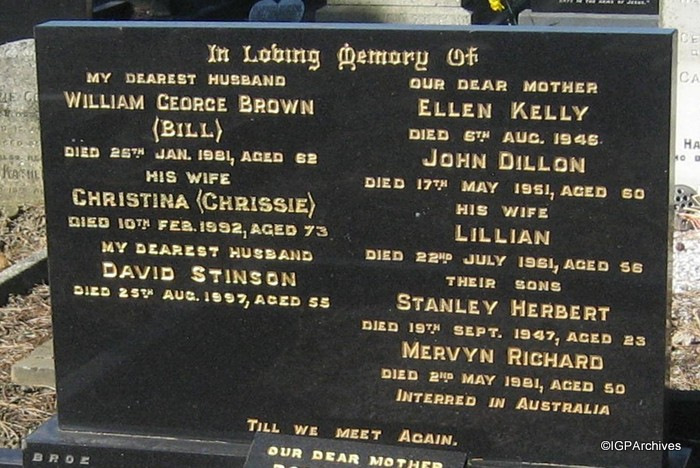 In Loving Memory Of
MY DEAREST HUSBAND
WILLIAM GEORGE BROWN
(BILL)
DIED 26TH JAN. 1981, AGED 62
HIS WIFE
CHRISTINA (CHRISSIE)
DIED 10TH FEB. 1992, AGED 73
MY DEAREST HUSBAND
DAVID STINSON
DIED 25TH AUG. 1997, AGED 55
OUR DEAR MOTHER
ELLEN KELLY
DIED 6TH AUG. 1946
JOHN DILLON
DIED 17TH MAY 1951, AGED 60
HIS WIFE
LILLIAN
DIED 22ND JULY 1961, AGED 56
THEIR SONS
STANLEY HERBERT
DIED 19TH SEPT. 1947, AGED 23
MERVYN RICHARD
DIED 2ND MAY 1981, AGED 50
INTERRED IN AUSTRALIA
TILL WE MEET AGAIN.
BROE
OUR DEAR MOTHER
©IGPArchives